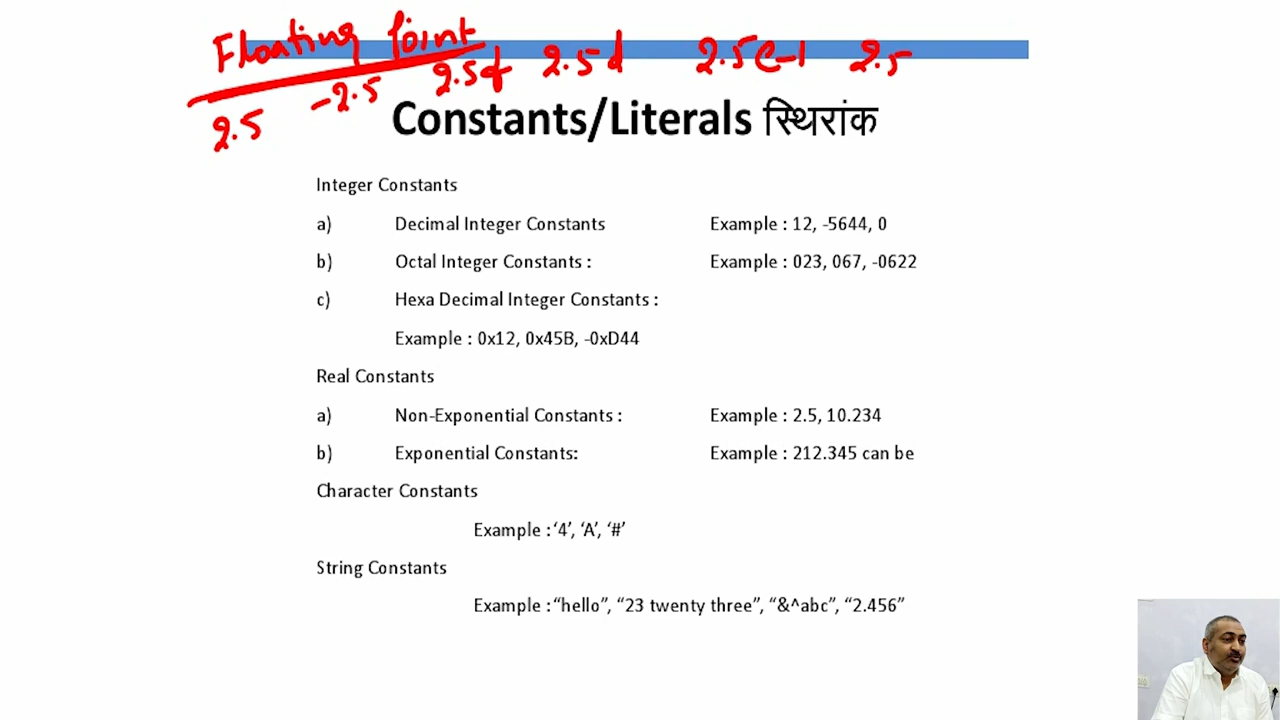 Floating Point
2.5 -2.5 2.5f 2.5d 2.5e-1 2.5
Constants/Literals स्थिरांक
Integer Constants
a) Decimal Integer Constants Example : 12, -5644, 0
b) Octal Integer Constants : Example : 023, 067, -0622
c) Hexa Decimal Integer Constants :
Example : 0x12, 0x45B, -0xD44
Real Constants
a) Non-Exponential Constants : Example : 2.5, 10.234
b) Exponential Constants: Example : 212.345 can be
Character Constants
Example : ‘4’, ‘A’, ‘#’
String Constants
Example : “hello”, “23 twenty three”, “&^abc”, “2.456”